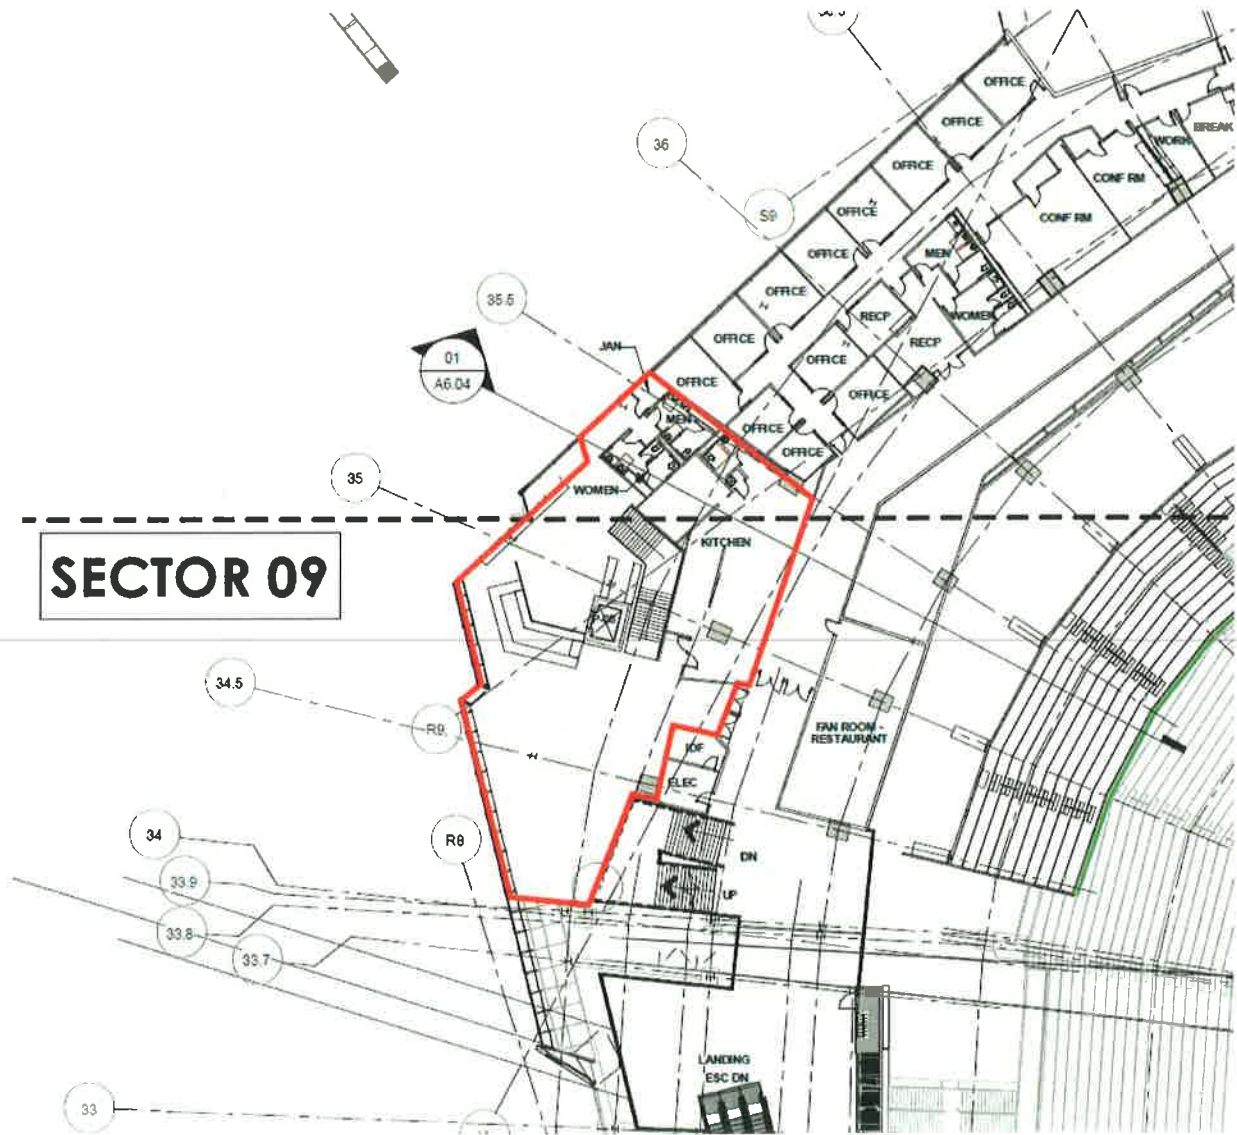 OFFICE
OFFICE
BREAK
WORK
36
OFFICE
CONF RM
S9
OFFICE
CONF RM
OFFICE
MEN
35.5
OFFICE
RECP
WOMEN
OFFICE
RECP
JAN
01
A6.04
OFFICE
OFFICE
OFFICE
MEN
OFFICE
OFFICE
35
WOMEN
KITCHEN
SECTOR 09
34.5
R9
FAN ROOM -
RESTAURANT
IDF
ELEC
34
R8
DN
33.9
UP
33.8
33.7
LANDING
ESC DN
33